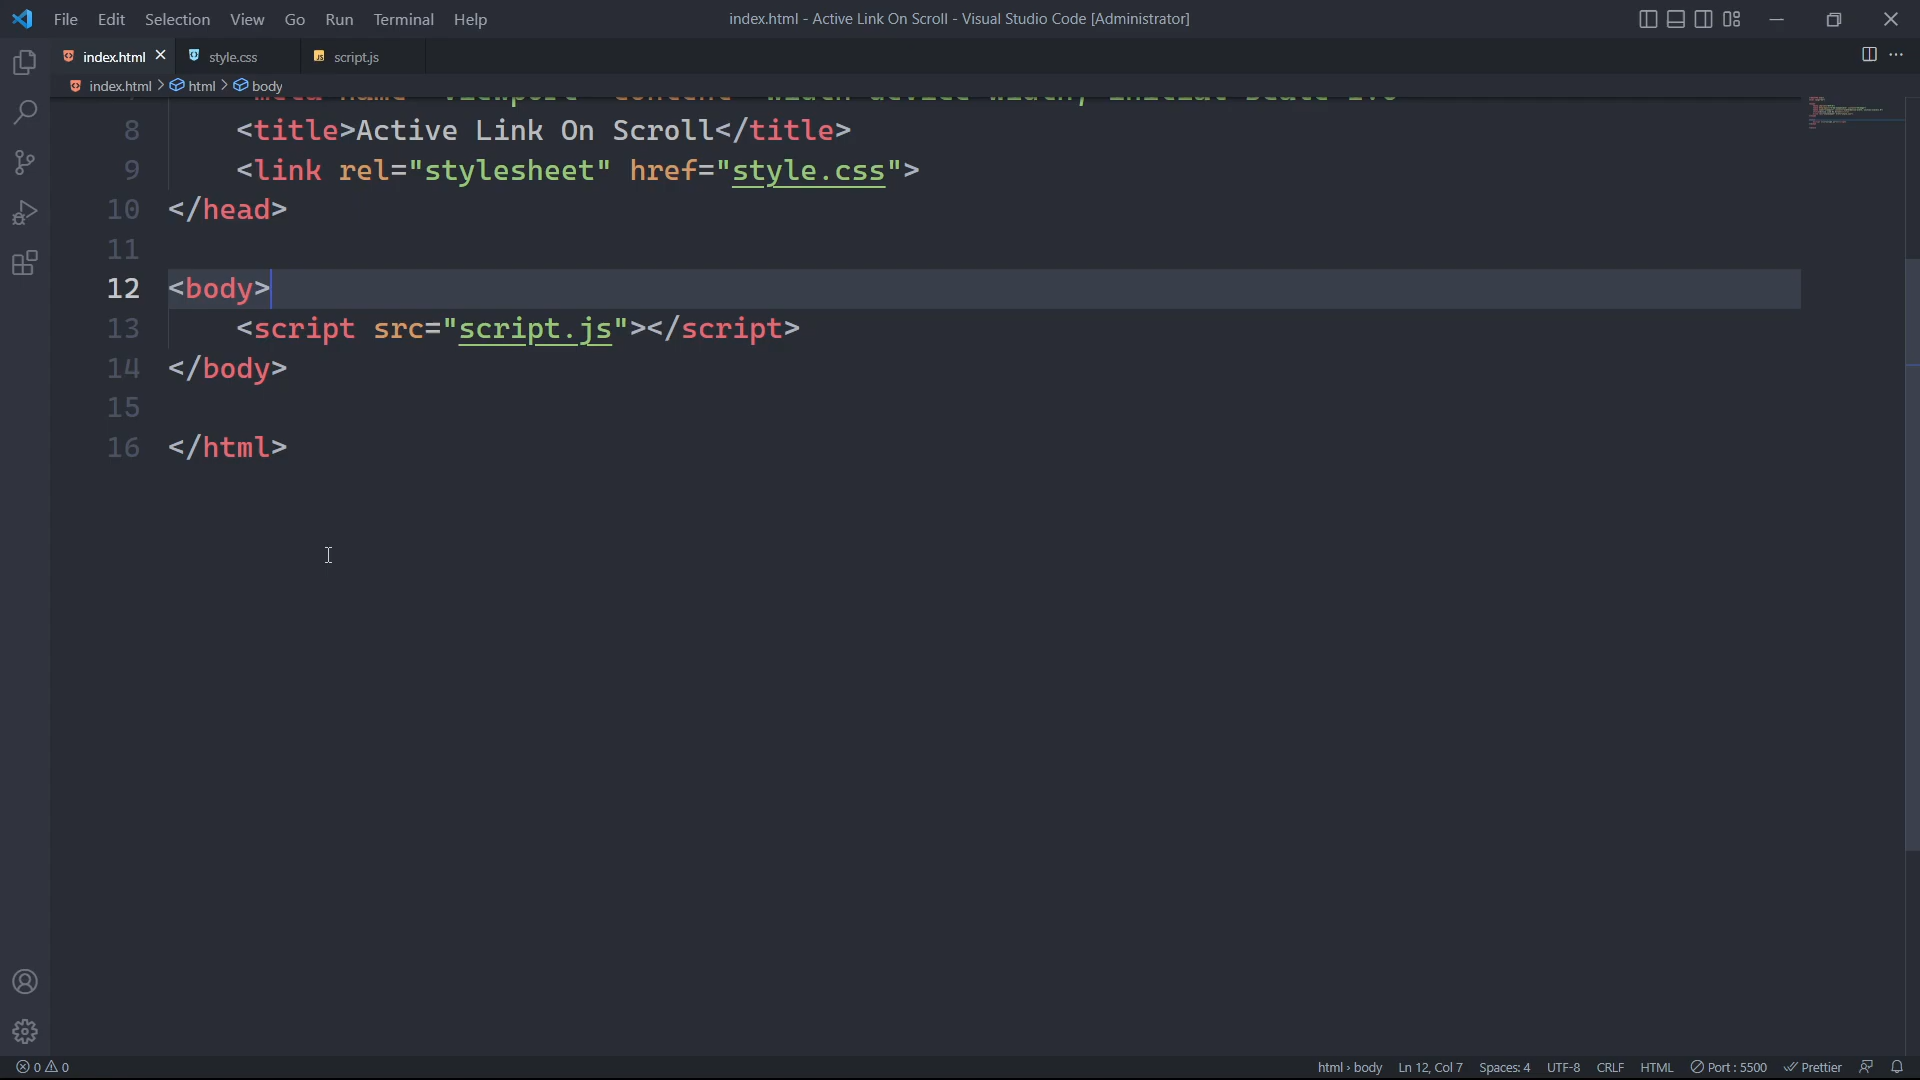 File Edit Selection View Go Run Terminal Help
index.html - Active Link On Scroll - Visual Studio Code [Administrator]
index.html style.css script.js
index.html > html > body
8 <title>Active Link On Scroll</title>
9 <link rel="stylesheet" href="style.css">
10 </head>
11
12 <body>
13 <script src="script.js"></script>
14 </body>
15
16 </html>
0 0 html › body Ln 12, Col 7 Spaces: 4 UTF-8 CRLF HTML Port : 5500 Prettier